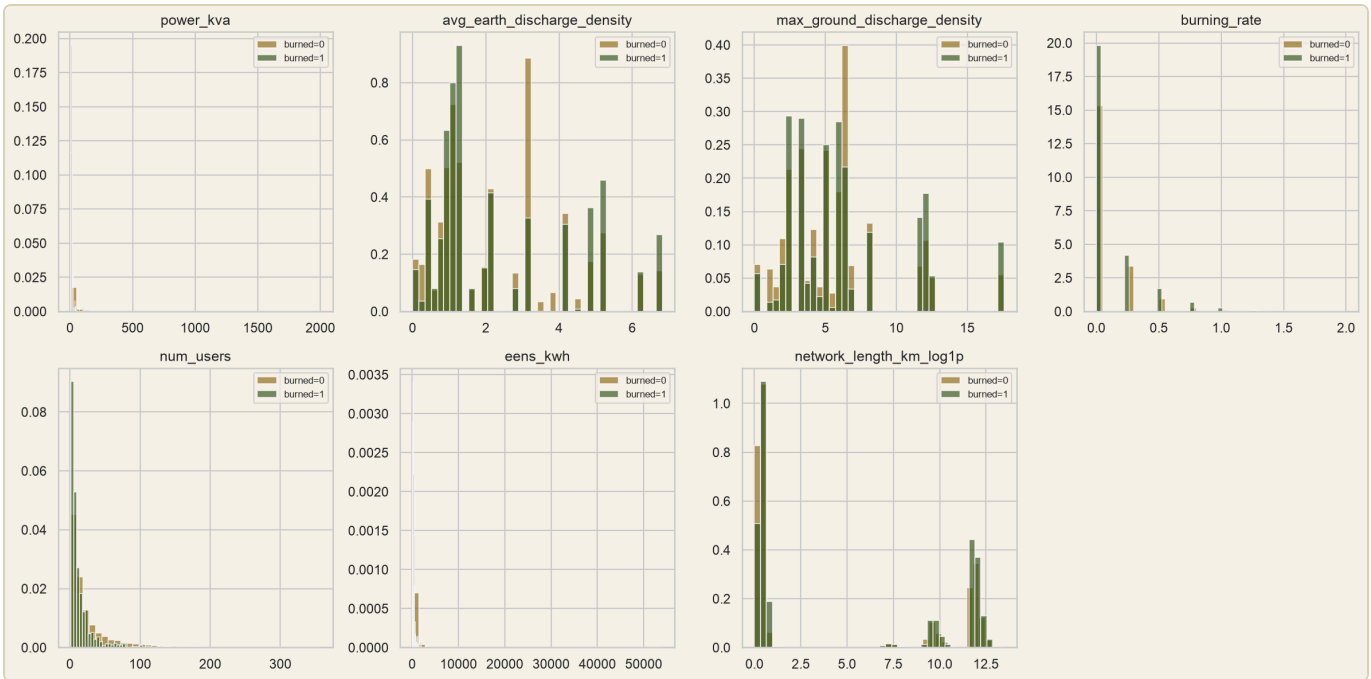 power_kva
0.200
0.175
0.150
0.125
0.100
0.075
0.050
0.025
0.000
0 500 1000 1500 2000
burned=0
burned=1
avg_earth_discharge_density
0.8
0.6
0.4
0.2
0.0
0 2 4 6
burned=0
burned=1
max_ground_discharge_density
0.40
0.35
0.30
0.25
0.20
0.15
0.10
0.05
0.00
0 5 10 15
burned=0
burned=1
burning_rate
20.0
17.5
15.0
12.5
10.0
7.5
5.0
2.5
0.0
0.0 0.5 1.0 1.5 2.0
burned=0
burned=1
num_users
0.08
0.06
0.04
0.02
0.00
0 100 200 300
burned=0
burned=1
eens_kwh
0.0035
0.0030
0.0025
0.0020
0.0015
0.0010
0.0005
0.0000
0 10000 20000 30000 40000 50000
burned=0
burned=1
network_length_km_log1p
1.0
0.8
0.6
0.4
0.2
0.0
0.0 2.5 5.0 7.5 10.0 12.5
burned=0
burned=1